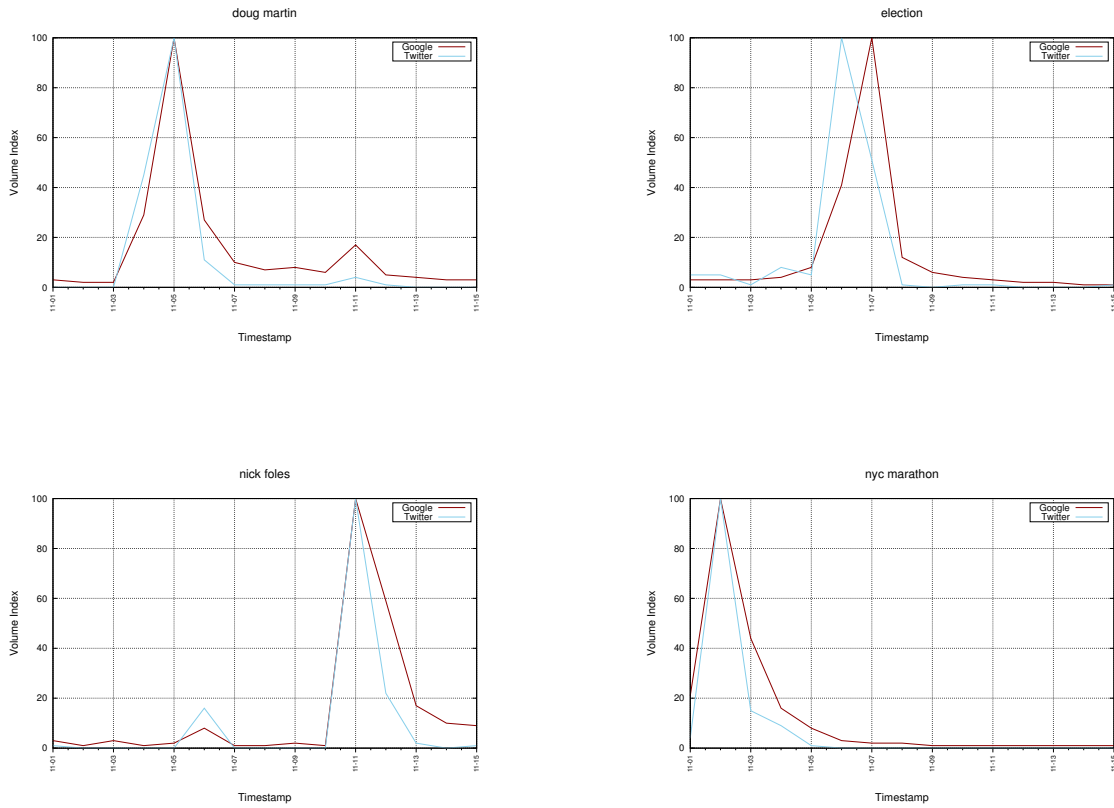 doug martin
Google
Twitter
100
80
60
40
20
0
Volume Index
11-01
11-03
11-05
11-07
11-09
11-11
11-13
11-15
Timestamp
election
Google
Twitter
100
80
60
40
20
0
Volume Index
11-01
11-03
11-05
11-07
11-09
11-11
11-13
11-15
Timestamp
nick foles
Google
Twitter
100
80
60
40
20
0
Volume Index
11-01
11-03
11-05
11-07
11-09
11-11
11-13
11-15
Timestamp
nyc marathon
Google
Twitter
100
80
60
40
20
0
Volume Index
11-01
11-03
11-05
11-07
11-09
11-11
11-13
11-15
Timestamp